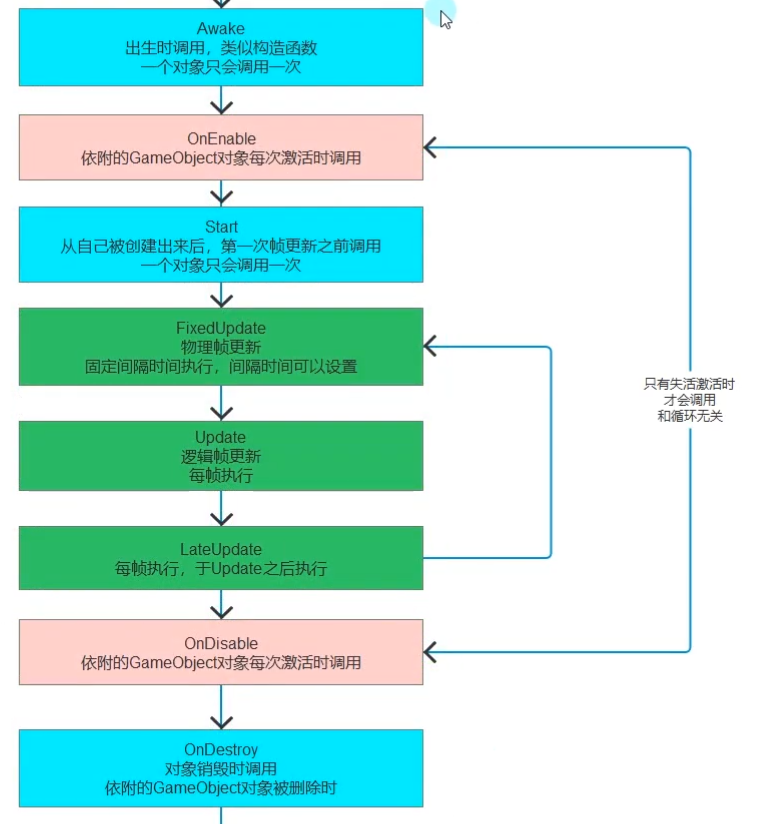 Awake
出生时调用，类似构造函数
一个对象只会调用一次
OnEnable
依附的GameObject对象每次激活时调用
Start
从自己被创建出来后，第一次帧更新之前调用
一个对象只会调用一次
FixedUpdate
物理帧更新
固定间隔时间执行，间隔时间可以设置
Update
逻辑帧更新
每帧执行
LateUpdate
每帧执行，于Update之后执行
OnDisable
依附的GameObject对象每次激活时调用
OnDestroy
对象销毁时调用
依附的GameObject对象被删除时
只有失活激活时
才会调用
和循环无关